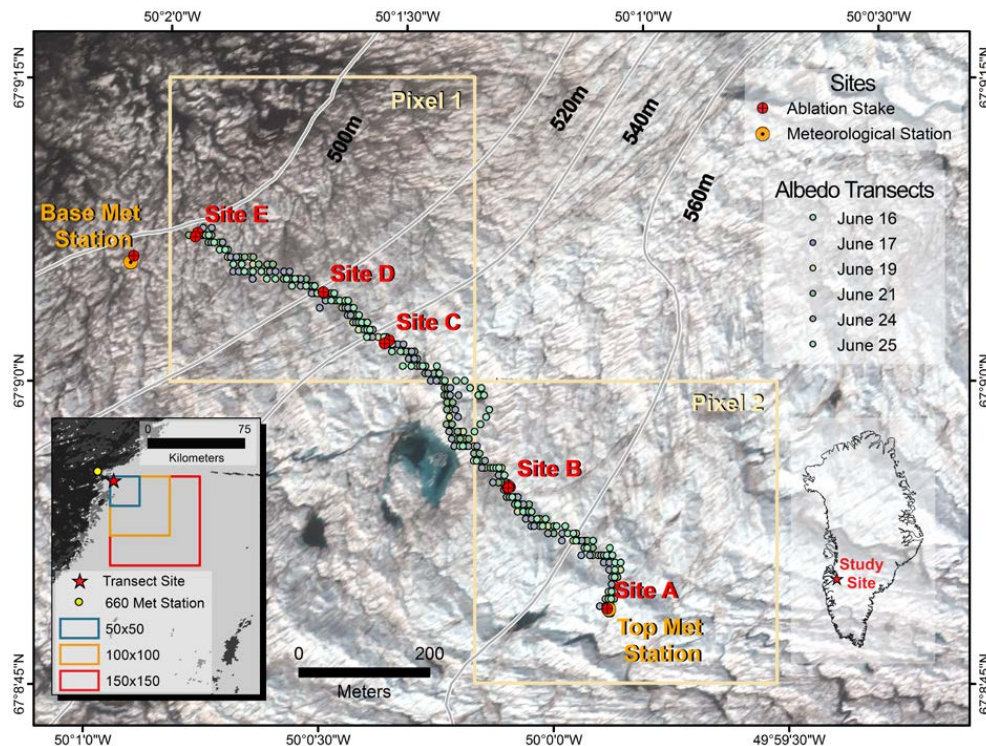 50°2'0"W
50°1'30"W
50°1'0"W
50°0'30"W
67°9'15"N
67°9'15"N
Pixel 1
500m
520m
540m
560m
Sites
Ablation Stake
Meteorological Station
Albedo Transects
June 16
June 17
June 19
June 21
June 24
June 25
Base Met
Station
Site E
Site D
Site C
67°9'0"N
67°9'0"N
Pixel 2
Site B
Site A
Top Met
Station
0
75
Kilometers
Transect Site
660 Met Station
50x50
100x100
150x150
0
200
Meters
Study
Site
67°8'45"N
67°8'45"N
50°1'0"W
50°0'30"W
50°0'0"W
49°59'30"W